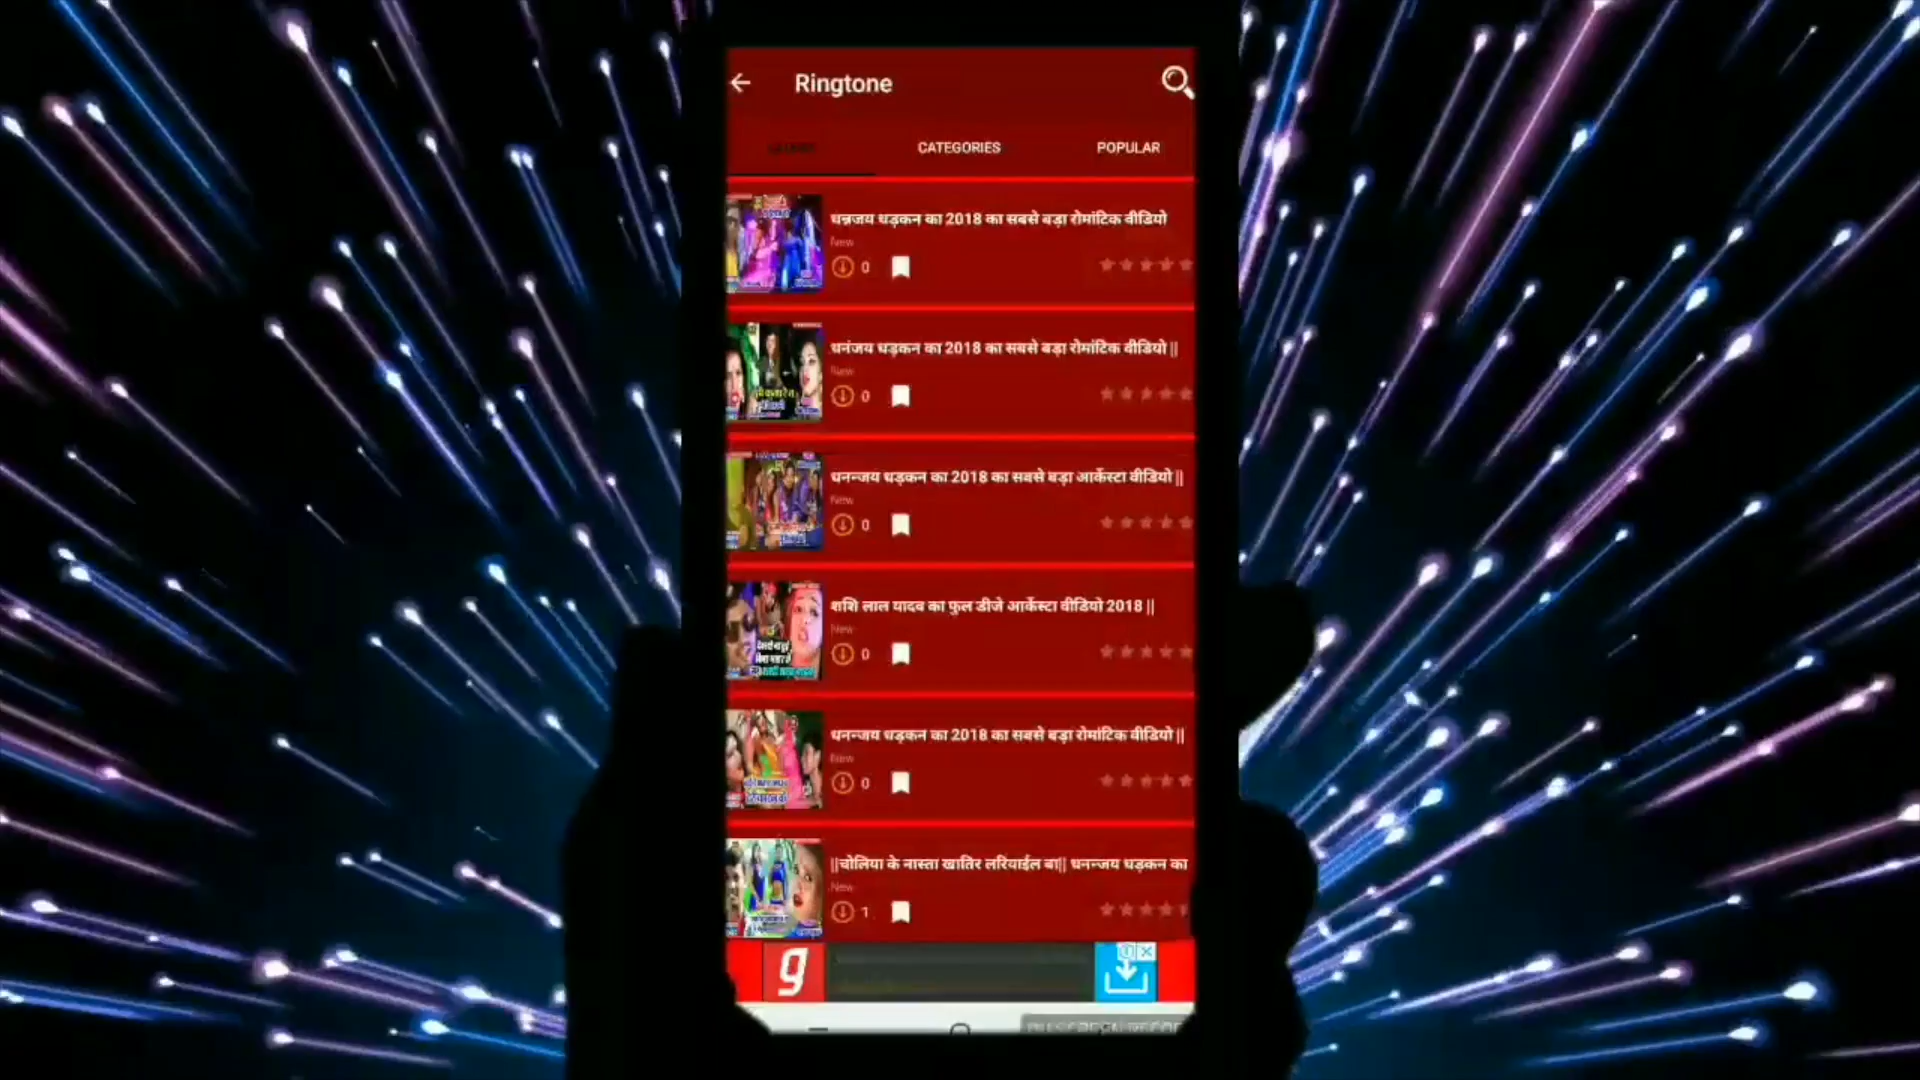 Ringtone
CATEGORIES
POPULAR
धन्नजय धड़कन का 2018 का सबसे बड़ा रोमांटिक वीडियो
New
0
धनंजय धड़कन का 2018 का सबसे बड़ा रोमांटिक वीडियो ||
New
0
धनन्जय धड़कन का 2018 का सबसे बड़ा आर्केस्टा वीडियो ||
New
0
शशि लाल यादव का फुल डीजे आर्केस्टा वीडियो 2018 ||
New
0
धनन्जय धड़कन का 2018 का सबसे बड़ा रोमांटिक वीडियो ||
New
0
||चोलिया के नास्ता खातिर लरियाईल बा|| धनन्जय धड़कन का
New
1
g